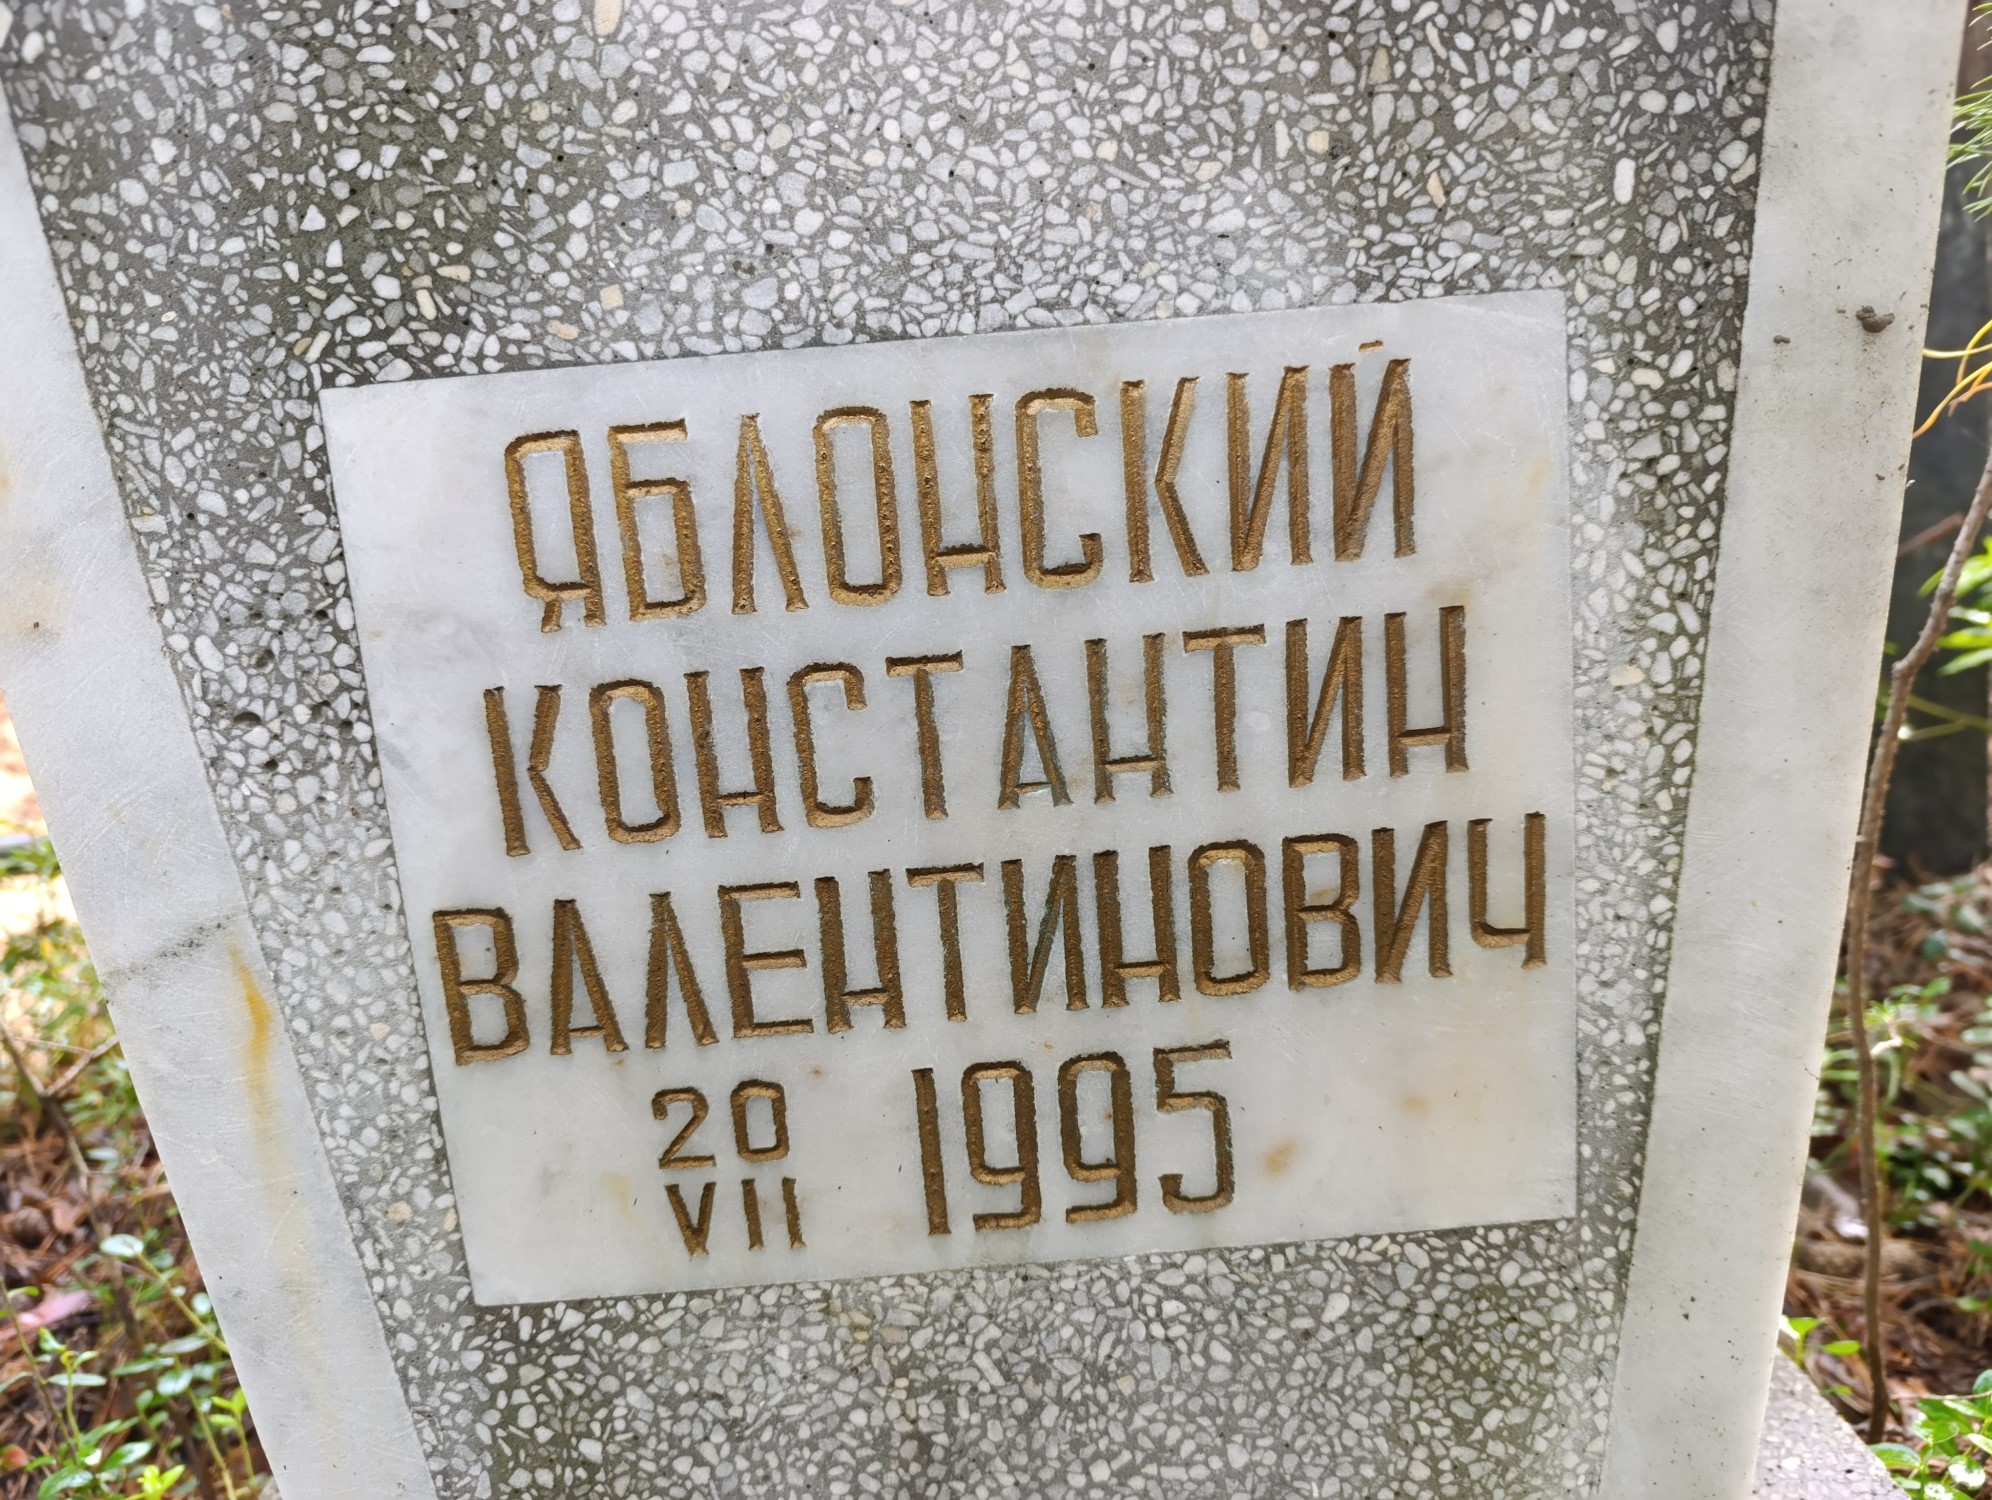 ЯБЛОНСКИЙ
КОНСТАНТИН
ВАЛЕНТИНОВИЧ
20 1995
VII